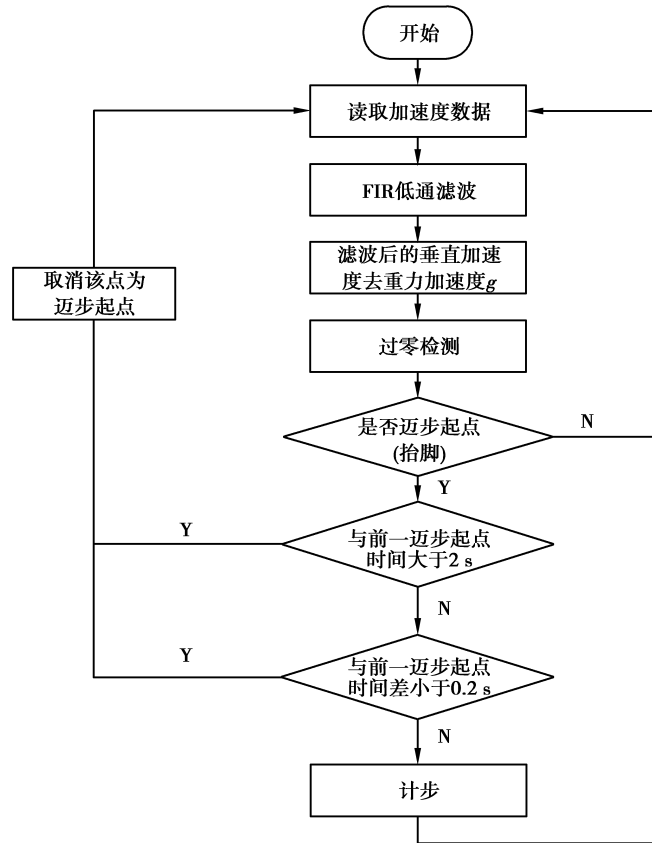 开始
读取加速度数据
FIR低通滤波
滤波后的垂直加速
度去重力加速度g
取消该点为
迈步起点
过零检测
是否迈步起点
(抬脚)
N
Y
与前一迈步起点
时间大于2 s
Y
N
与前一迈步起点
时间差小于0.2 s
Y
N
计步